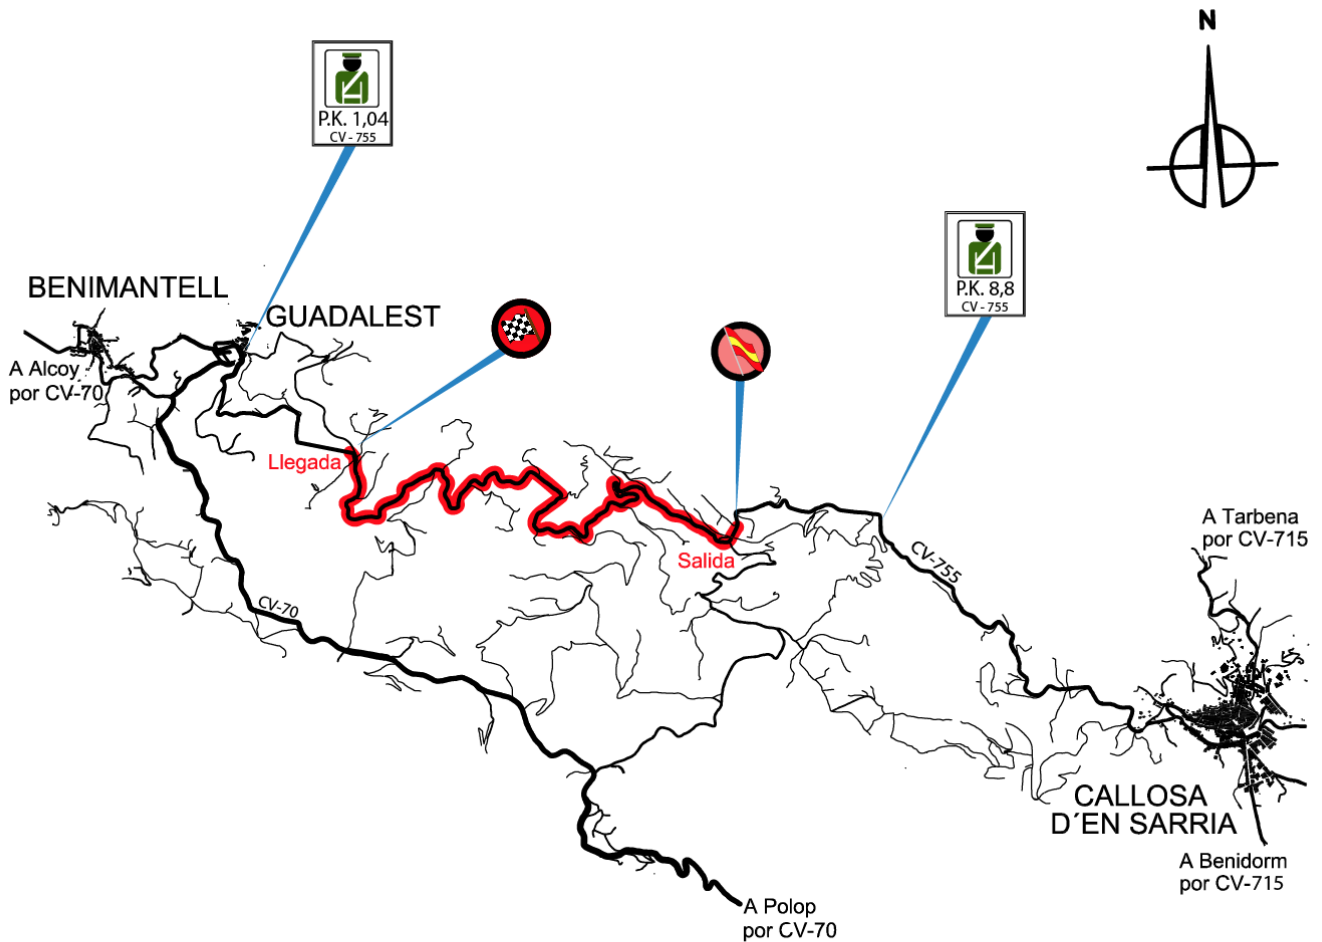 N
P.K. 1,04
CV - 755
P.K. 8,8
CV - 755
BENIMANTELL
GUADALEST
A Alcoy
por CV-70
Llegada
Salida
CV-755
A Tarbena
por CV-715
CV-70
CALLOSA
D´EN SARRIA
A Benidorm
por CV-715
A Polop
por CV-70